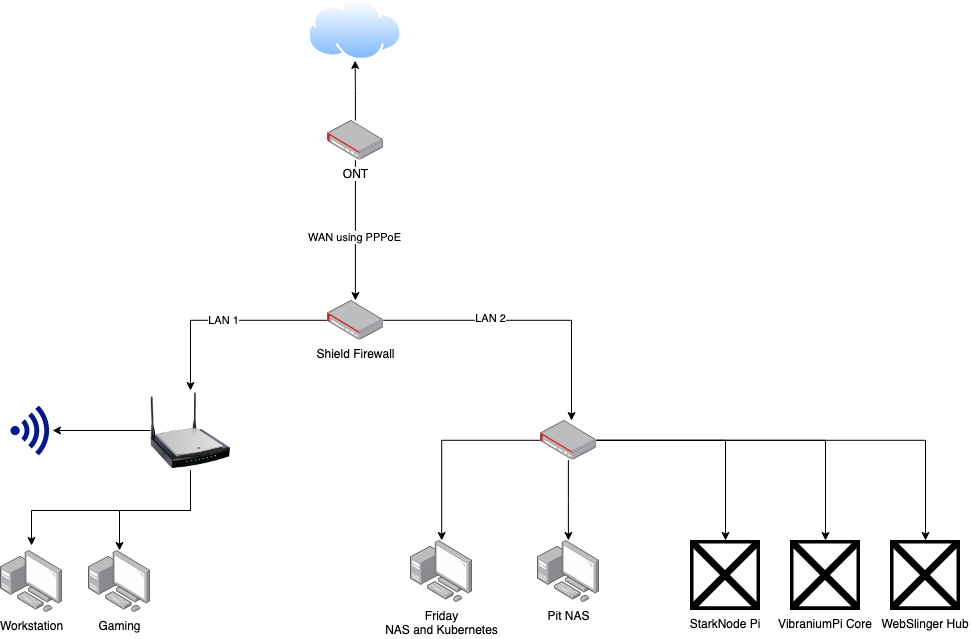 ONT
WAN using PPPoE
LAN 1
LAN 2
Shield Firewall
Workstation
Gaming
Friday
NAS and Kubernetes
Pit NAS
StarkNode Pi
VibraniumPi Core
WebSlinger Hub